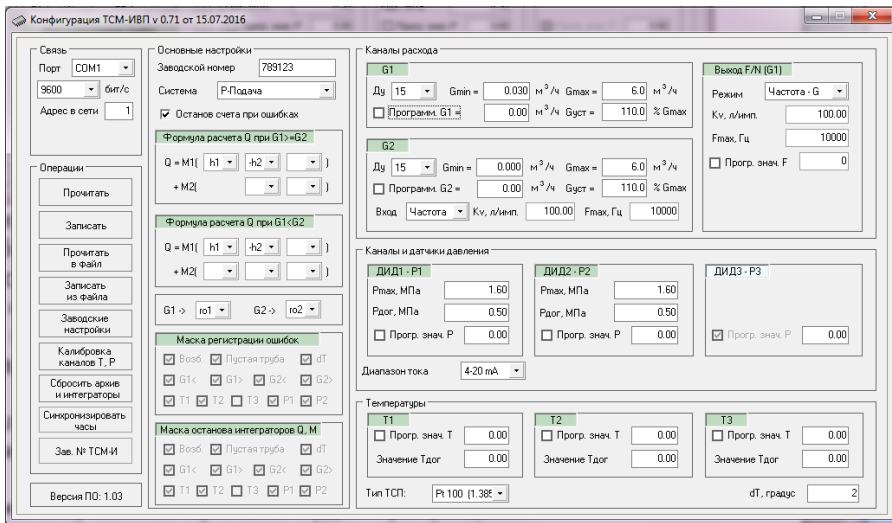 Конфигурация ТСМ-ИВП v 0.71 от 15.07.2016
Связь
Порт COM1
9600 бит/с
Адрес в сети 1
Операции
Прочитать
Записать
Прочитать
в файл
Записать
из файла
Заводские
настройки
Калибровка
каналов Т, Р
Сбросить архив
и интеграторы
Синхронизировать
часы
Зав. № ТСМ-И
Версия ПО: 1.03
Основные настройки
Заводской номер 789123
Система Р-Подача
Останов счета при ошибках
Формула расчета Q при G1>=G2
Q = M1( h1 -h2 )
+ M2( )
Формула расчета Q при G1<G2
Q = M1( h1 -h2 )
+ M2( )
G1 -> ro1 G2 -> ro2
Маска регистрации ошибок
Возб. Пустая труба dT
G1< G1> G2< G2>
T1 T2 T3 P1 P2
Маска останова интеграторов Q, M
Возб. Пустая труба dT
G1< G1> G2< G2>
T1 T2 T3 P1 P2
Каналы расхода
G1
Ду 15 Gmin = 0.030 м³/ч Gmax = 6.0 м³/ч
Программ. G1 = 0.00 м³/ч Gуст = 110.0 % Gmax
G2
Ду 15 Gmin = 0.000 м³/ч Gmax = 6.0 м³/ч
Программ. G2 = 0.00 м³/ч Gуст = 110.0 % Gmax
Вход Частота Kv, л/имп. 100.00 Fmax, Гц 10000
Выход F/N (G1)
Режим Частота - G
Kv, л/имп. 100.00
Fmax, Гц 10000
Прогр. знач. F 0
Каналы и датчики давления
ДИД1 - P1
Pmax, МПа 1.60
Pдог, МПа 0.50
Прогр. знач. P 0.00
ДИД2 - P2
Pmax, МПа 1.60
Pдог, МПа 0.50
Прогр. знач. P 0.00
ДИД3 - P3
Прогр. знач. P 0.00
Диапазон тока 4-20 mA
Температуры
T1
Прогр. знач. T 0.00
Значение Tдог 0.00
T2
Прогр. знач. T 0.00
Значение Tдог 0.00
T3
Прогр. знач. T 0.00
Значение Tдог 0.00
Тип ТСП: Pt 100 (1.385
dT, градус 2